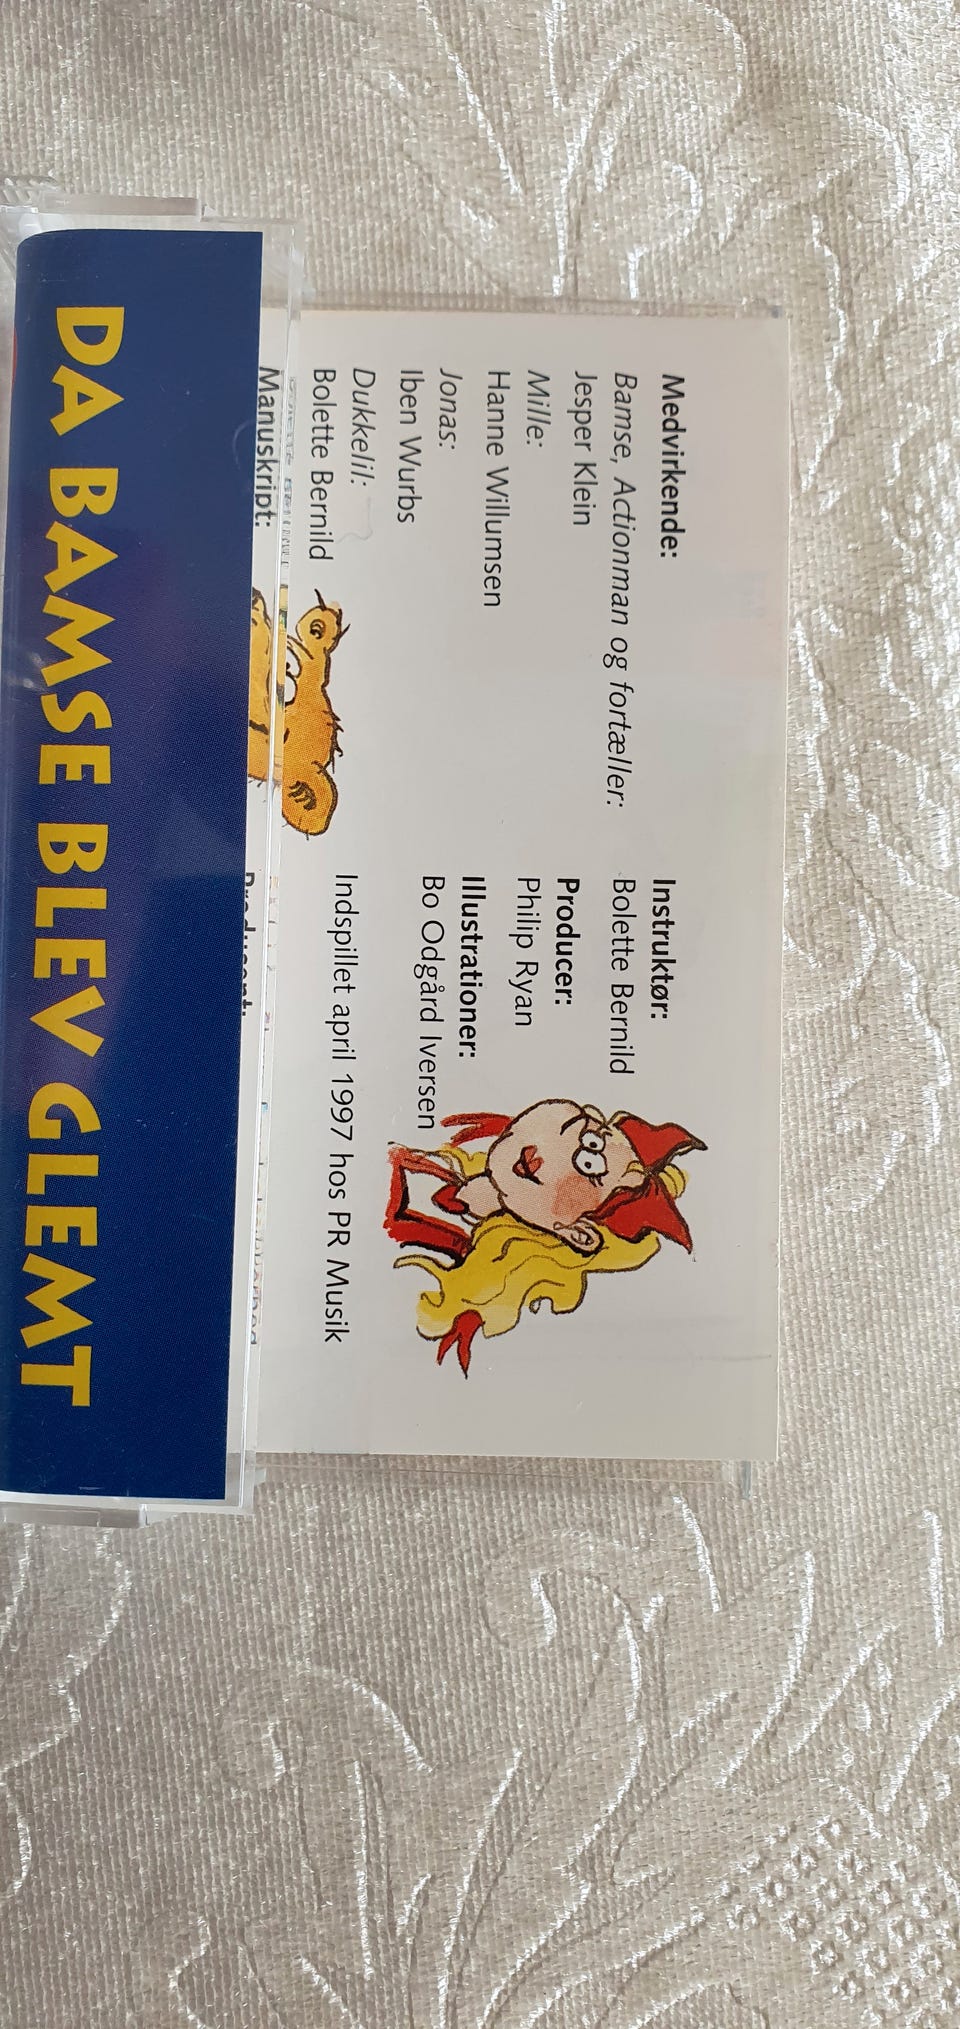 Medvirkende:
Bamse, Actionman og fortæller:
Jesper Klein
Mille:
Hanne Willumsen
Jonas:
Iben Wurbs
Dukkelil:
Bolette Bernild
Manuskript:
Instruktør:
Bolette Bernild
Producer:
Philip Ryan
Illustrationer:
Bo Odgård Iversen
Indspillet april 1997 hos PR Musik
DA BAMSE BLEV GLEMT